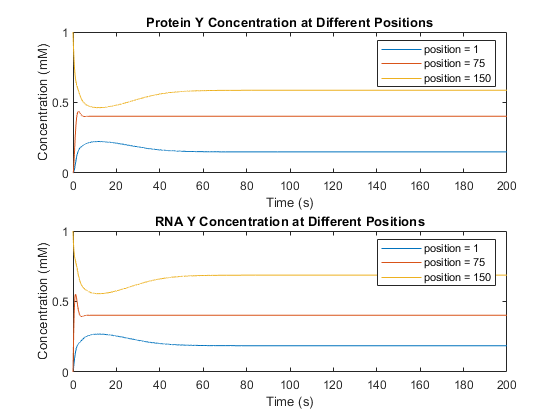 Protein Y Concentration at Different Positions
1
0.5
0
Concentration (mM)
position = 1
position = 75
position = 150
0 20 40 60 80 100 120 140 160 180 200
Time (s)
RNA Y Concentration at Different Positions
1
0.5
0
Concentration (mM)
position = 1
position = 75
position = 150
0 20 40 60 80 100 120 140 160 180 200
Time (s)